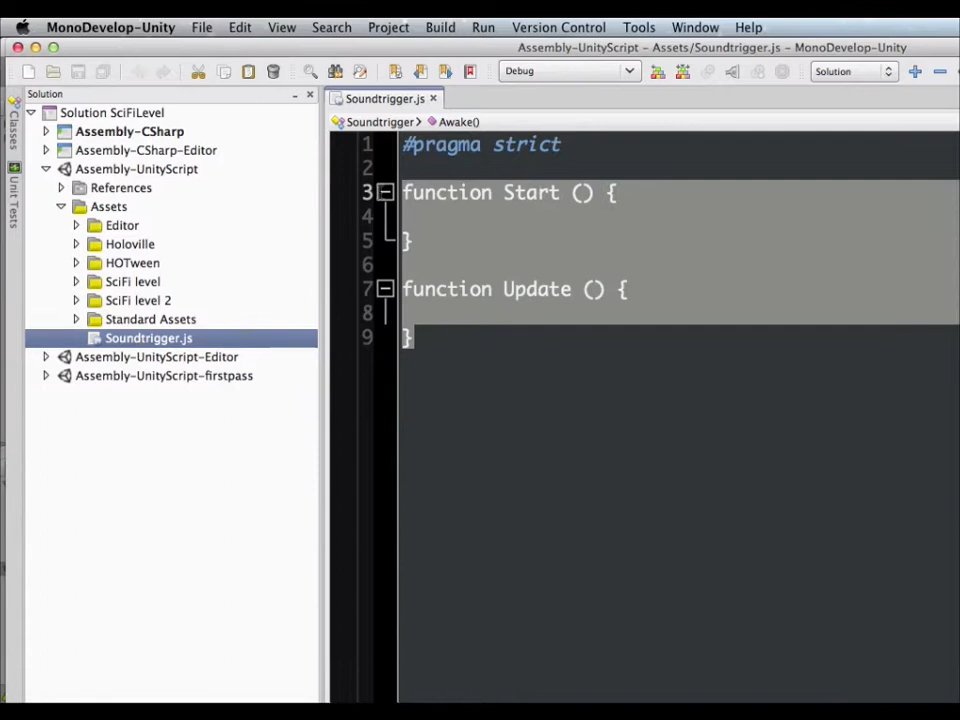 MonoDevelop-Unity File Edit View Search Project Build Run Version Control Tools Window Help
Assembly-UnityScript – Assets/Soundtrigger.js – MonoDevelop-Unity
Debug Solution
Solution
Classes
Unit Tests
Solution SciFiLevel
Assembly-CSharp
Assembly-CSharp-Editor
Assembly-UnityScript
References
Assets
Editor
Holoville
HOTween
SciFi level
SciFi level 2
Standard Assets
Soundtrigger.js
Assembly-UnityScript-Editor
Assembly-UnityScript-firstpass
Soundtrigger.js
Soundtrigger Awake()
1 #pragma strict
2
3 function Start () {
4
5 }
6
7 function Update () {
8
9 }